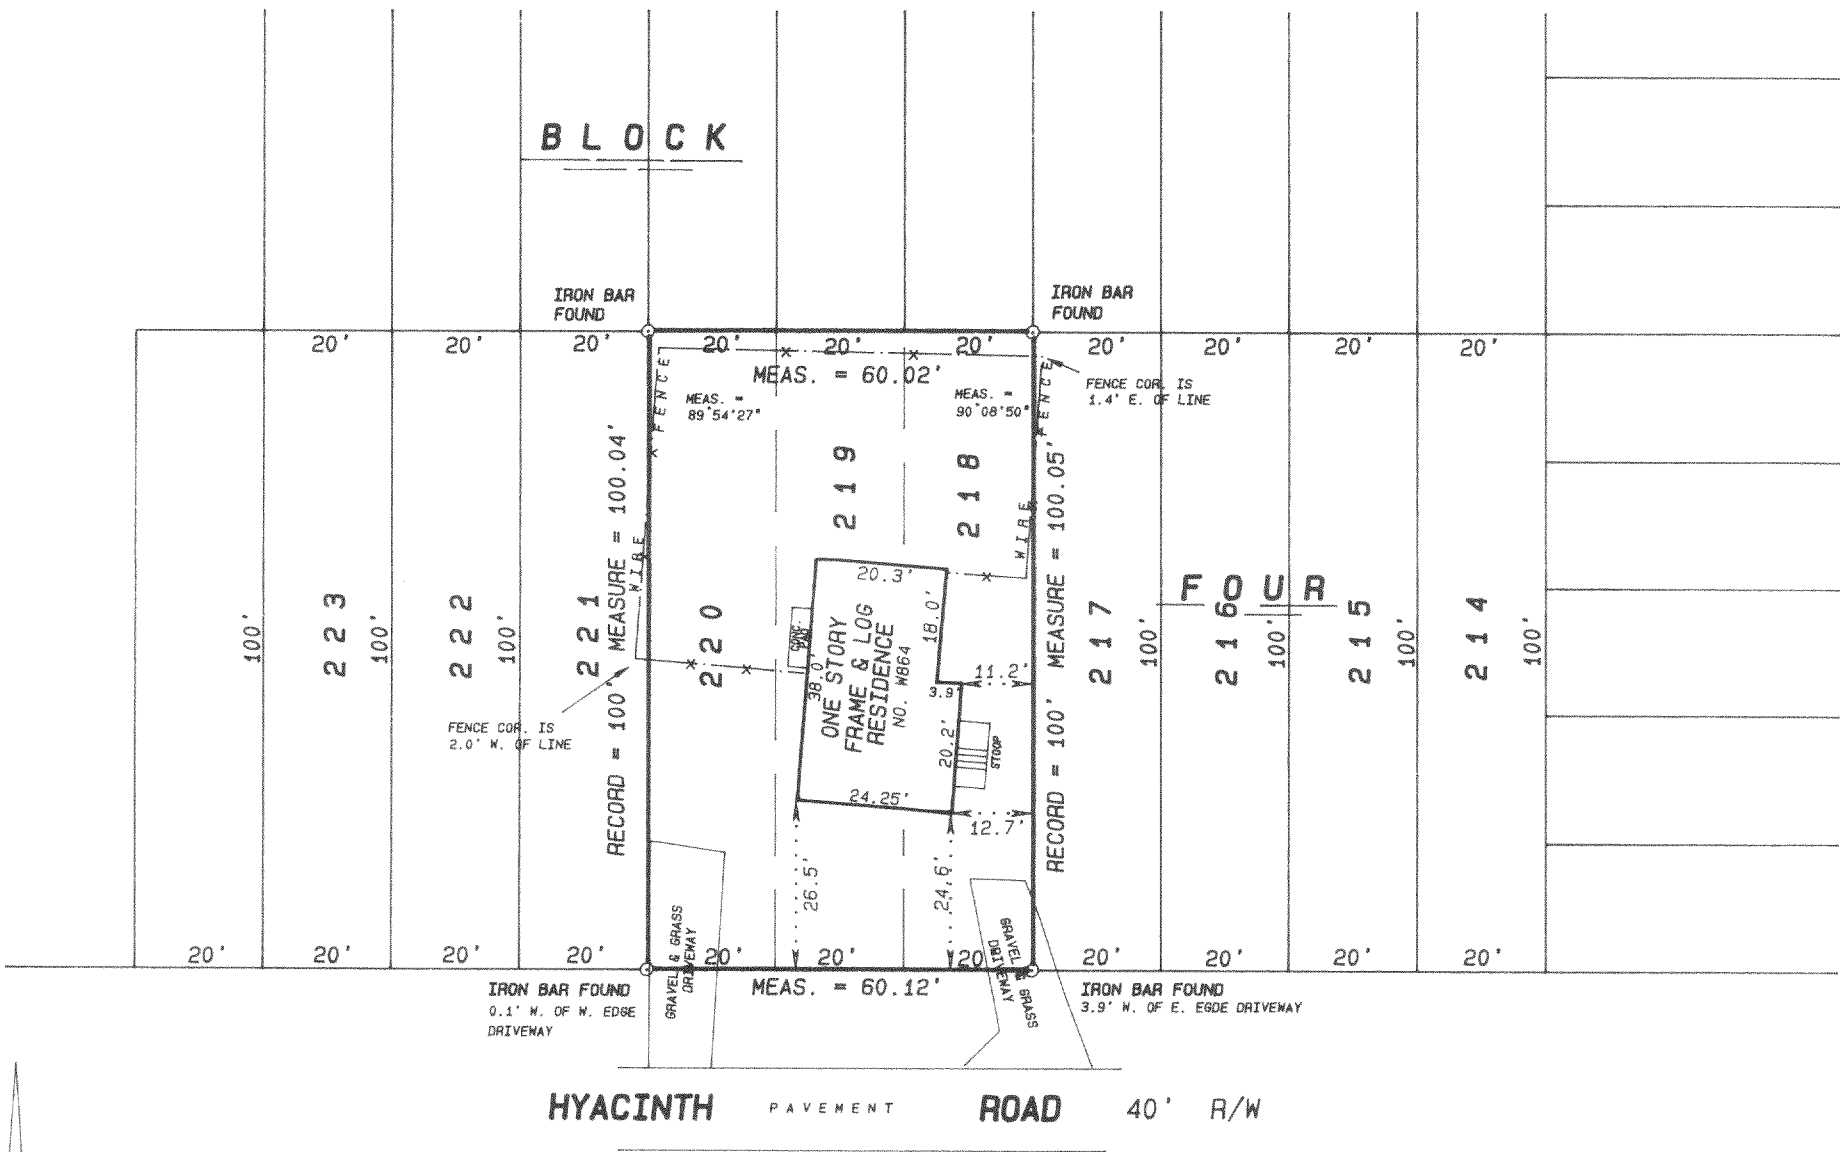 BLOCK
IRON BAR
FOUND
IRON BAR
FOUND
20' 20' 20' 20' 20' 20' 20' 20' 20' 20'
MEAS. = 60.02'
FENCE
MEAS. =
89°54'27"
MEAS. =
90°08'50"
FENCE
FENCE COR. IS
1.4' E. OF LINE
RECORD = 100' MEASURE = 100.04'
WIRE
219
218
WIRE
RECORD = 100' MEASURE = 100.05'
FOUR
100'
223
100'
222
100'
221
220
217
100'
216
100'
215
100'
214
100'
20.3'
18.0'
CONC.
38.0'
ONE STORY
FRAME & LOG
RESIDENCE
NO. W864
11.2'
3.9'
20.2'
STOOP
24.25'
12.7'
FENCE COR. IS
2.0' W. OF LINE
26.5'
24.6'
GRAVEL & GRASS
DRIVEWAY
GRAVEL & GRASS
DRIVEWAY
20' 20' 20' 20' 20' 20' 20 20' 20' 20' 20'
MEAS. = 60.12'
IRON BAR FOUND
0.1' W. OF W. EDGE
DRIVEWAY
IRON BAR FOUND
3.9' W. OF E. EGDE DRIVEWAY
HYACINTH PAVEMENT ROAD 40' R/W